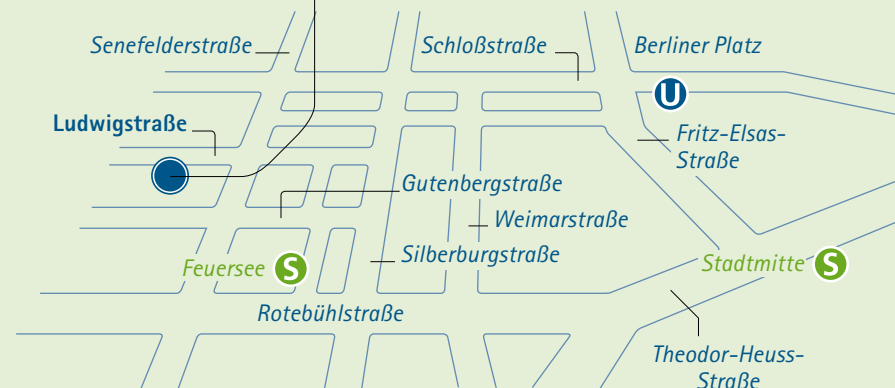 Senefelderstraße
Schloßstraße
Berliner Platz
U
Ludwigstraße
Fritz-Elsas-
Straße
Gutenbergstraße
Weimarstraße
Silberburgstraße
Feuersee S
Stadtmitte S
Rotebühlstraße
Theodor-Heuss-
Straße